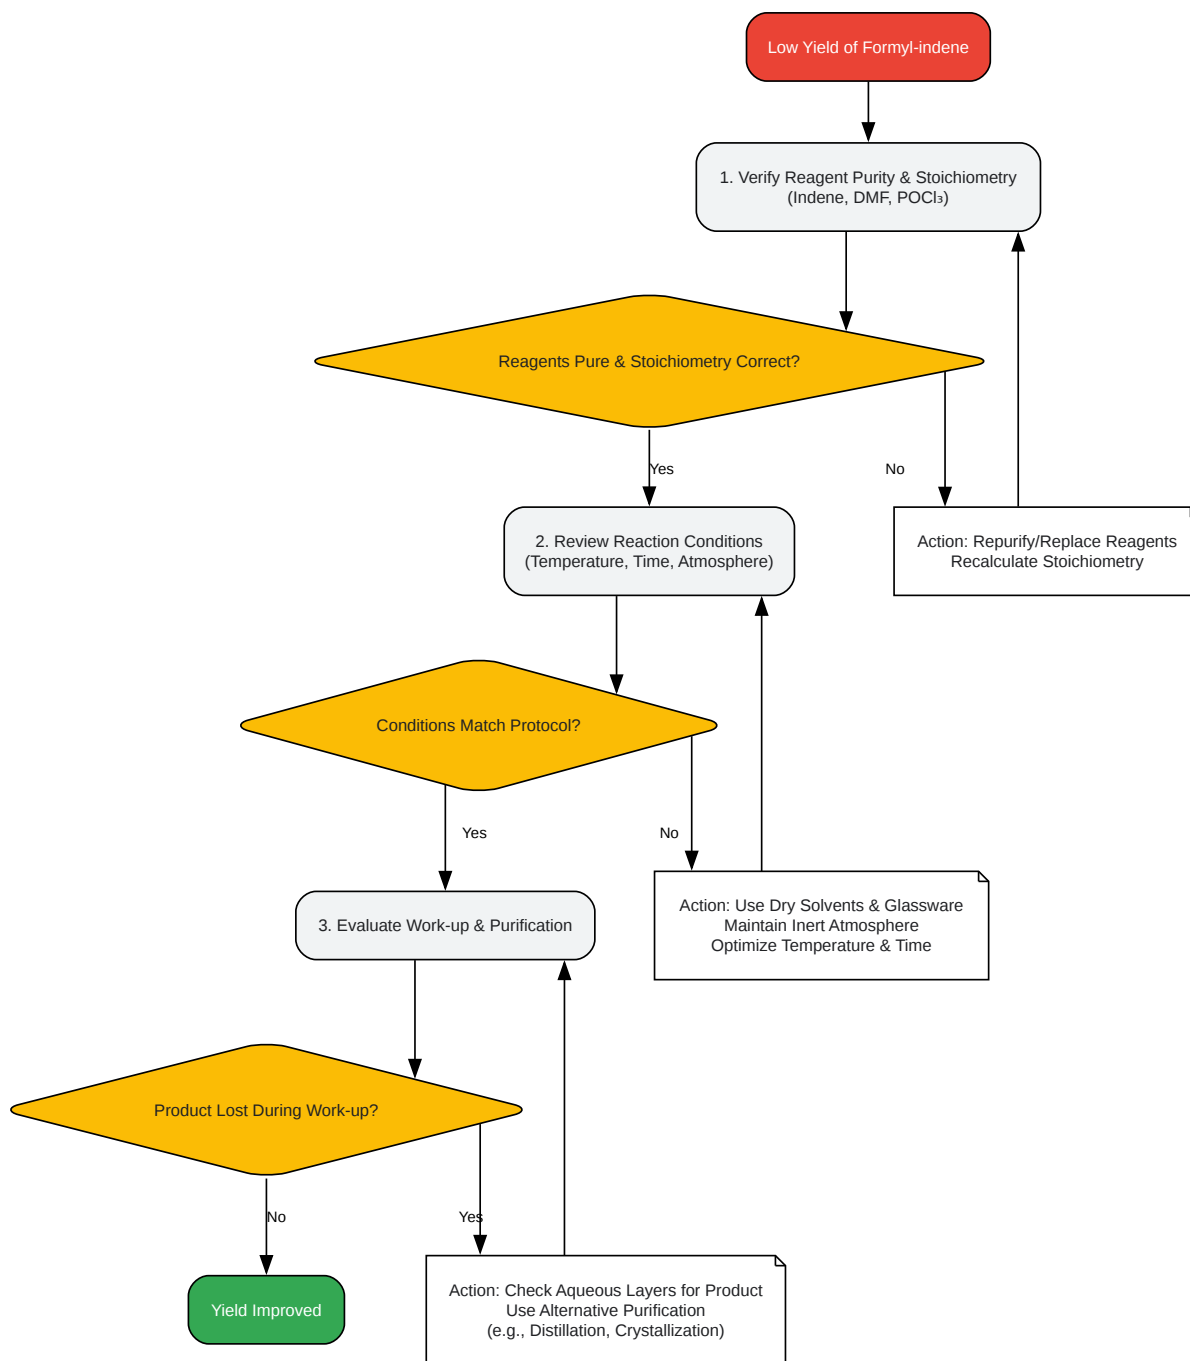 Low Yield of Formyl-indene
1. Verify Reagent Purity & Stoichiometry
(Indene, DMF, POCl₃)
Reagents Pure & Stoichiometry Correct?
Yes
No
2. Review Reaction Conditions
(Temperature, Time, Atmosphere)
Action: Repurify/Replace Reagents
Recalculate Stoichiometry
Conditions Match Protocol?
Yes
No
3. Evaluate Work-up & Purification
Action: Use Dry Solvents & Glassware
Maintain Inert Atmosphere
Optimize Temperature & Time
Product Lost During Work-up?
No
Yes
Yield Improved
Action: Check Aqueous Layers for Product
Use Alternative Purification
(e.g., Distillation, Crystallization)